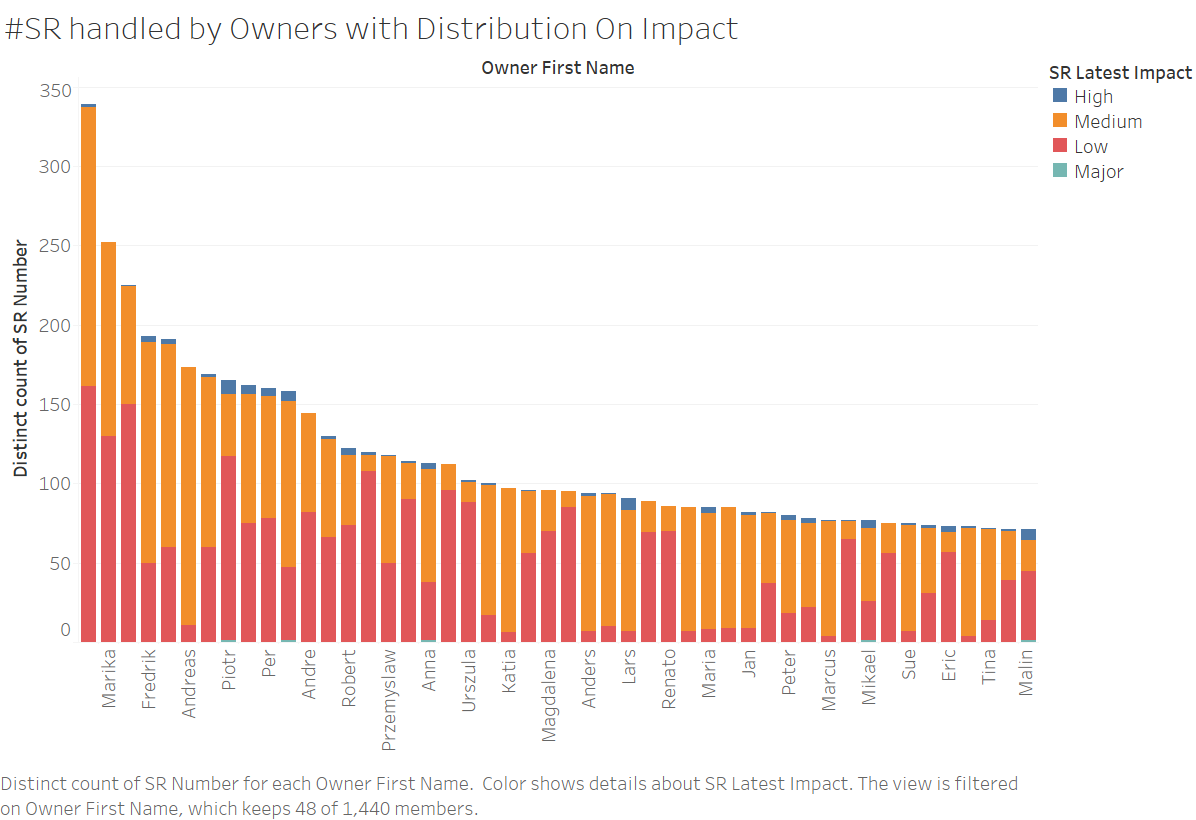 #SR handled by Owners with Distribution On Impact
Owner First Name
SR Latest Impact
High
Medium
Low
Major
Distinct count of SR Number
350
300
250
200
150
100
50
0
Marika
Fredrik
Andreas
Piotr
Per
Andre
Robert
Przemyslaw
Anna
Urszula
Katia
Magdalena
Anders
Lars
Renato
Maria
Jan
Peter
Marcus
Mikael
Sue
Eric
Tina
Malin
Distinct count of SR Number for each Owner First Name.  Color shows details about SR Latest Impact. The view is filtered
on Owner First Name, which keeps 48 of 1,440 members.